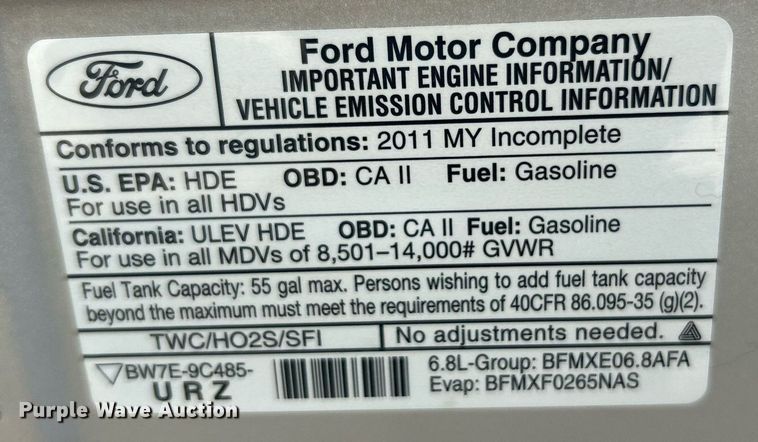 Ford
Ford Motor Company
IMPORTANT ENGINE INFORMATION/
VEHICLE EMISSION CONTROL INFORMATION
Conforms to regulations: 2011 MY Incomplete
U.S. EPA: HDE OBD: CA II Fuel: Gasoline
For use in all HDVs
California: ULEV HDE OBD: CA II Fuel: Gasoline
For use in all MDVs of 8,501–14,000# GVWR
Fuel Tank Capacity: 55 gal max. Persons wishing to add fuel tank capacity
beyond the maximum must meet the requirements of 40CFR 86.095-35 (g)(2).
TWC/HO2S/SFI No adjustments needed.
BW7E-9C485- 6.8L-Group: BFMXE06.8AFA
URZ Evap: BFMXF0265NAS
Purple Wave Auction